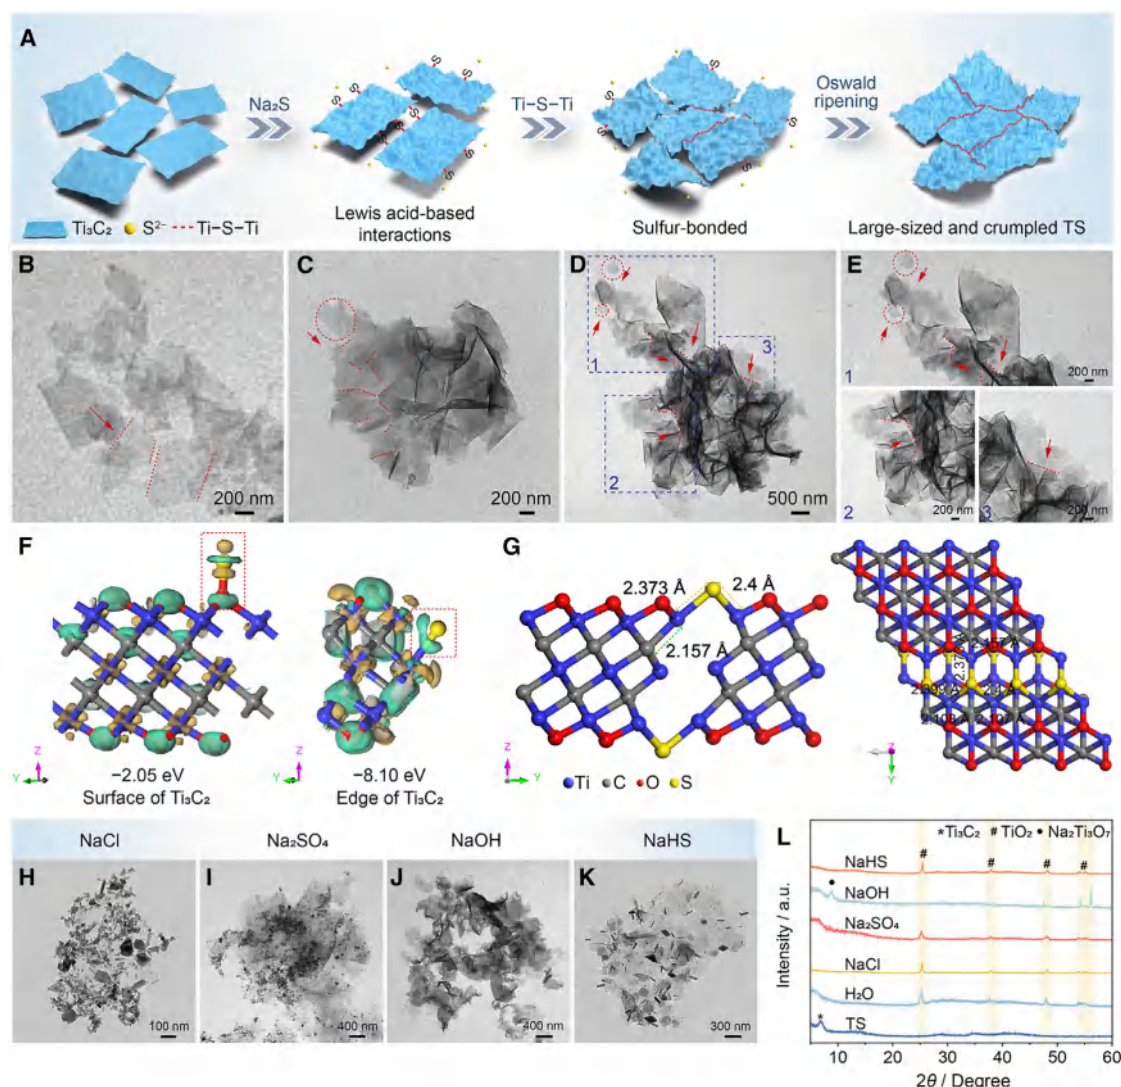 A
Na₂S
Ti–S–Ti
Oswald
ripening
S
S
S
S
S
S
S
S
S
S
S
Lewis acid-based
interactions
Sulfur-bonded
Large-sized and crumpled TS
Ti₃C₂
S²⁻
Ti–S–Ti
B
200 nm
C
200 nm
D
1
2
3
500 nm
E
1
200 nm
2
200 nm
3
200 nm
F
Z
Y
−2.05 eV
Surface of Ti₃C₂
Z
Y
−8.10 eV
Edge of Ti₃C₂
G
2.373 Å
2.4 Å
2.157 Å
Z
Y
Ti
C
O
S
2.4 Å
Z
Y
NaCl
Na₂SO₄
NaOH
NaHS
H
100 nm
I
400 nm
J
400 nm
K
300 nm
L
*Ti₃C₂ # TiO₂ • Na₂Ti₃O₇
NaHS
# # # #
•
NaOH
Na₂SO₄
NaCl
H₂O
* TS
Intensity / a.u.
10 20 30 40 50 60
2θ / Degree